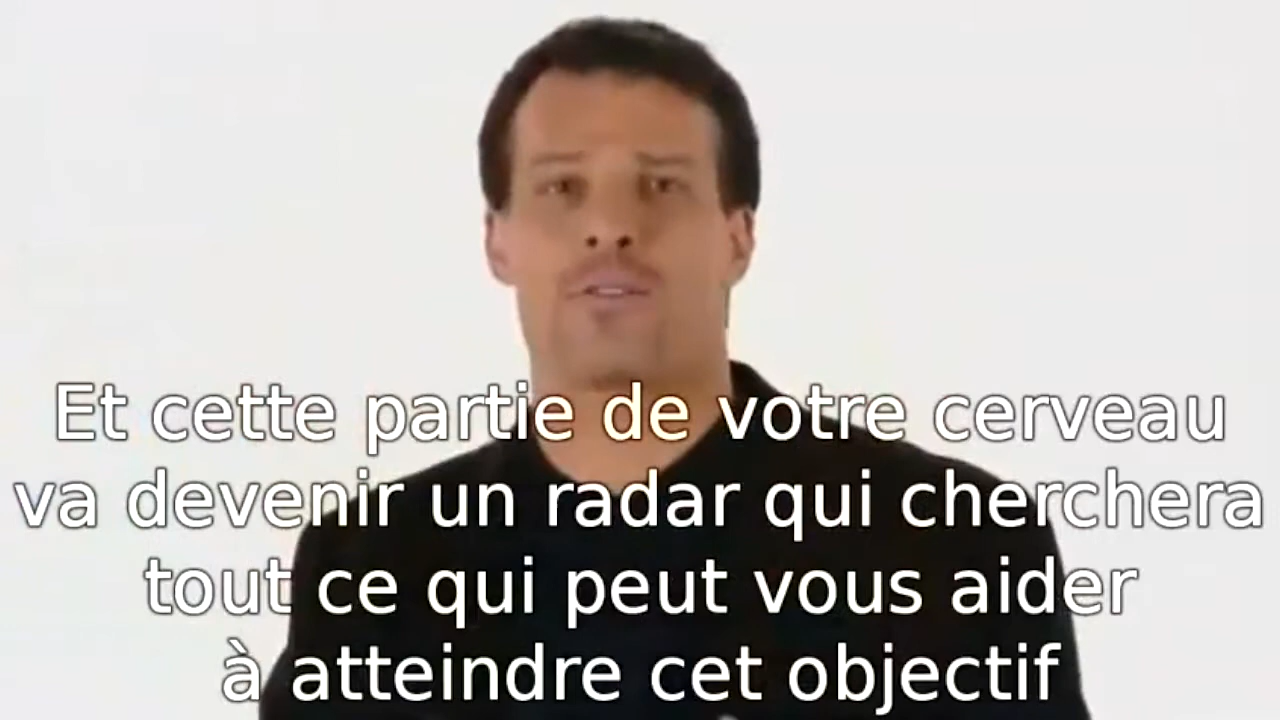 Et cette partie de votre cerveau
va devenir un radar qui cherchera
tout ce qui peut vous aider
à atteindre cet objectif